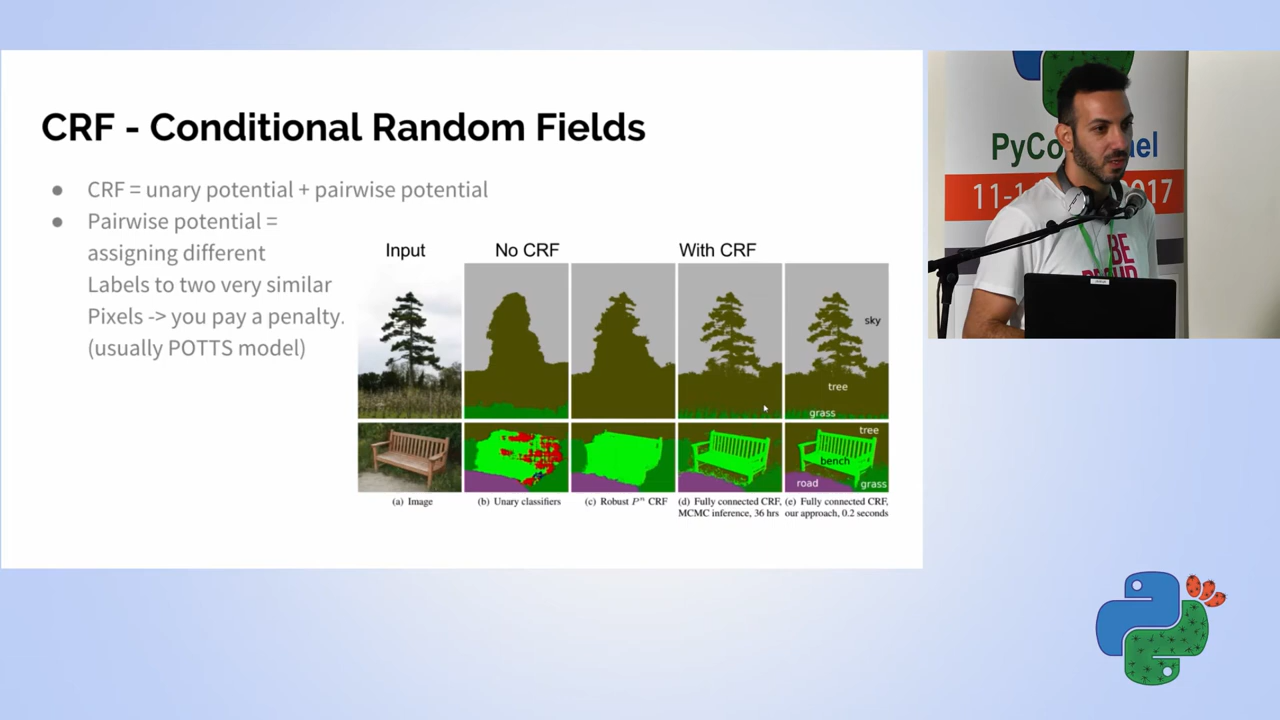 CRF - Conditional Random Fields
● CRF = unary potential + pairwise potential
● Pairwise potential =
assigning different
Labels to two very similar
Pixels -> you pay a penalty.
(usually POTTS model)
Input
No CRF
With CRF
sky
tree
grass
tree
bench
road
grass
(a) Image
(b) Unary classifiers
(c) Robust Pⁿ CRF
(d) Fully connected CRF,
MCMC inference, 36 hrs
(e) Fully connected CRF,
our approach, 0.2 seconds
PyCo
ael
11-1
2017
BE